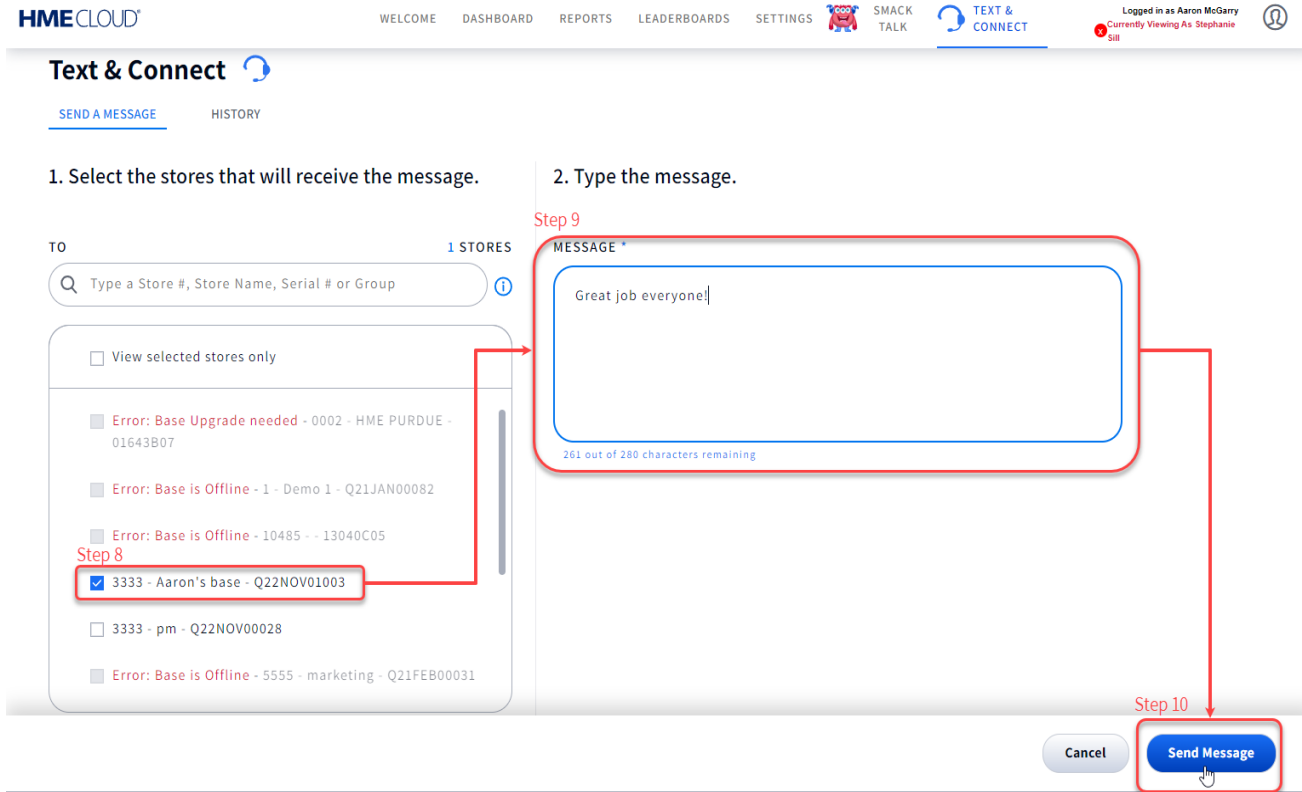 HME CLOUD®
WELCOME
DASHBOARD
REPORTS
LEADERBOARDS
SETTINGS
SMACK
TALK
TEXT &
CONNECT
Logged in as Aaron McGarry
x Currently Viewing As Stephanie
Sill
Text & Connect
SEND A MESSAGE
HISTORY
1. Select the stores that will receive the message.
TO
1 STORES
Type a Store #, Store Name, Serial # or Group
i
View selected stores only
Error: Base Upgrade needed - 0002 - HME PURDUE -
01643B07
Error: Base is Offline - 1 - Demo 1 - Q21JAN00082
Error: Base is Offline - 10485 - - 13040C05
Step 8
3333 - Aaron's base - Q22NOV01003
3333 - pm - Q22NOV00028
Error: Base is Offline - 5555 - marketing - Q21FEB00031
2. Type the message.
Step 9
MESSAGE *
Great job everyone!
261 out of 280 characters remaining
Step 10
Cancel
Send Message